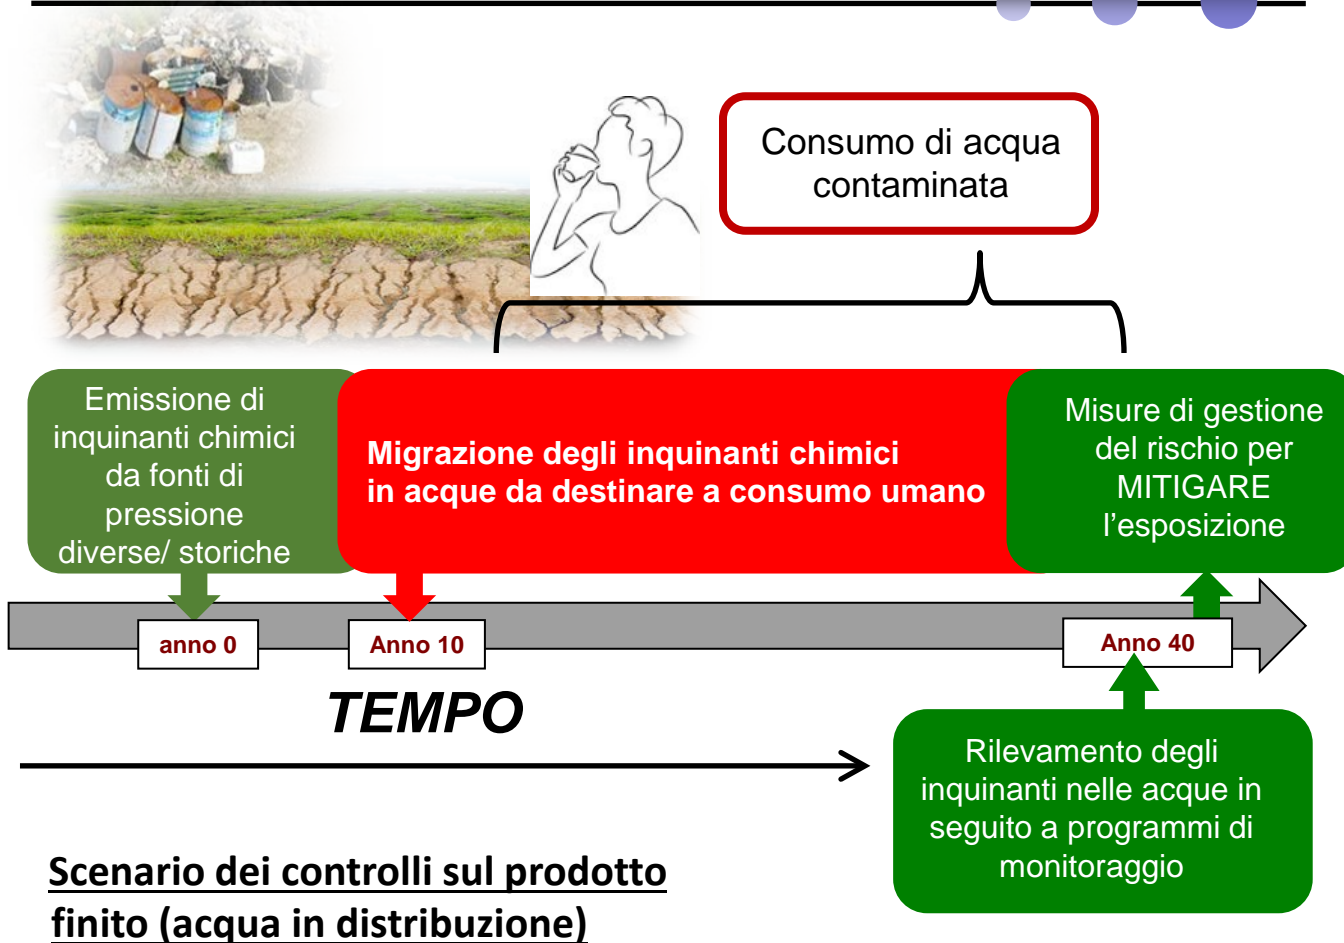 Consumo di acqua
contaminata
Emissione di
inquinanti chimici
da fonti di
pressione
diverse/ storiche
Migrazione degli inquinanti chimici
in acque da destinare a consumo umano
Misure di gestione
del rischio per
MITIGARE
l’esposizione
anno 0
Anno 10
Anno 40
TEMPO
Rilevamento degli
inquinanti nelle acque in
seguito a programmi di
monitoraggio
Scenario dei controlli sul prodotto
finito (acqua in distribuzione)